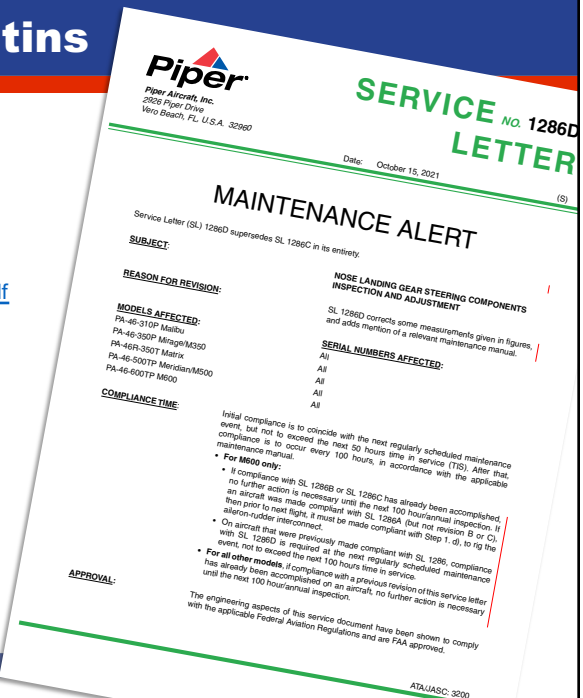 tins
lf
Piper
Piper Aircraft, Inc.
2926 Piper Drive
Vero Beach, FL, U.S.A. 32960
SERVICE NO. 1286D
LETTER
Date: October 15, 2021
(S)
MAINTENANCE ALERT
Service Letter (SL) 1286D supersedes SL 1286C in its entirety.
SUBJECT:
NOSE LANDING GEAR STEERING COMPONENTS
INSPECTION AND ADJUSTMENT
REASON FOR REVISION:
SL 1286D corrects some measurements given in figures,
and adds mention of a relevant maintenance manual.
MODELS AFFECTED:
SERIAL NUMBERS AFFECTED:
PA-46-310P Malibu
All
PA-46-350P Mirage/M350
All
PA-46R-350T Matrix
All
PA-46-500TP Meridian/M500
All
PA-46-600TP M600
All
COMPLIANCE TIME:
Initial compliance is to coincide with the next regularly scheduled maintenance
event, but not to exceed the next 50 hours time in service (TIS). After that,
compliance is to occur every 100 hours, in accordance with the applicable
maintenance manual.
• For M600 only:
• If compliance with SL 1286B or SL 1286C has already been accomplished,
no further action is necessary until the next 100 hour/annual inspection. If
an aircraft was made compliant with SL 1286A (but not revision B or C),
then prior to next flight, it must be made compliant with Step 1. d), to rig the
aileron-rudder interconnect.
• On aircraft that were previously made compliant with SL 1286, compliance
with SL 1286D is required at the next regularly scheduled maintenance
event, not to exceed the next 100 hours time in service.
• For all other models, if compliance with a previous revision of this service letter
has already been accomplished on an aircraft, no further action is necessary
until the next 100 hour/annual inspection.
APPROVAL:
The engineering aspects of this service document have been shown to comply
with the applicable Federal Aviation Regulations and are FAA approved.
ATA/JASC: 3200